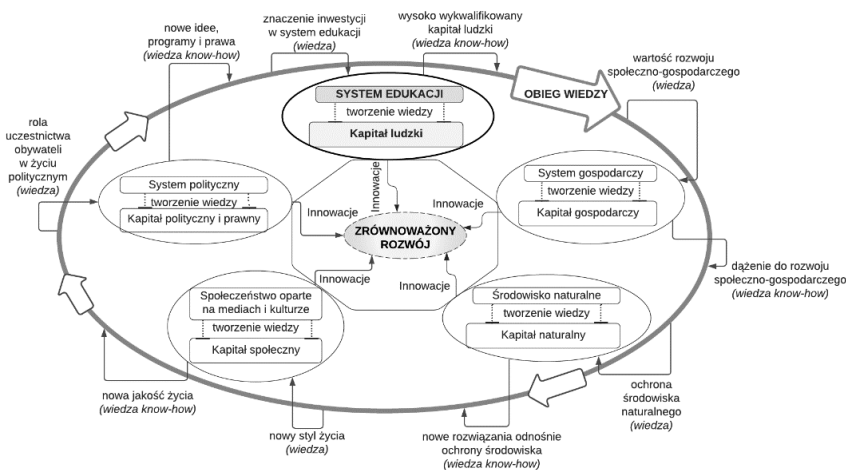 znaczenie inwestycji
w system edukacji
(wiedza)
wysoko wykwalifikowany
kapitał ludzki
(wiedza know-how)
nowe idee,
programy i prawa
(wiedza know-how)
wartość rozwoju
społeczno-gospodarczego
(wiedza)
OBIEG WIEDZY
SYSTEM EDUKACJI
tworzenie wiedzy
Kapitał ludzki
rola
uczestnictwa
obywateli
w życiu
politycznym
(wiedza)
System polityczny
tworzenie wiedzy
Kapitał polityczny i prawny
System gospodarczy
tworzenie wiedzy
Kapitał gospodarczy
Innowacje
Innowacje
Innowacje
ZRÓWNOWAŻONY
ROZWÓJ
Innowacje
Innowacje
dążenie do rozwoju
społeczno-gospodarczego
(wiedza know-how)
Społeczeństwo oparte
na mediach i kulturze
tworzenie wiedzy
Kapitał społeczny
Środowisko naturalne
tworzenie wiedzy
Kapitał naturalny
nowa jakość życia
(wiedza know-how)
ochrona
środowiska
naturalnego
(wiedza)
nowy styl życia
(wiedza)
nowe rozwiązania odnośnie
ochrony środowiska
(wiedza know-how)